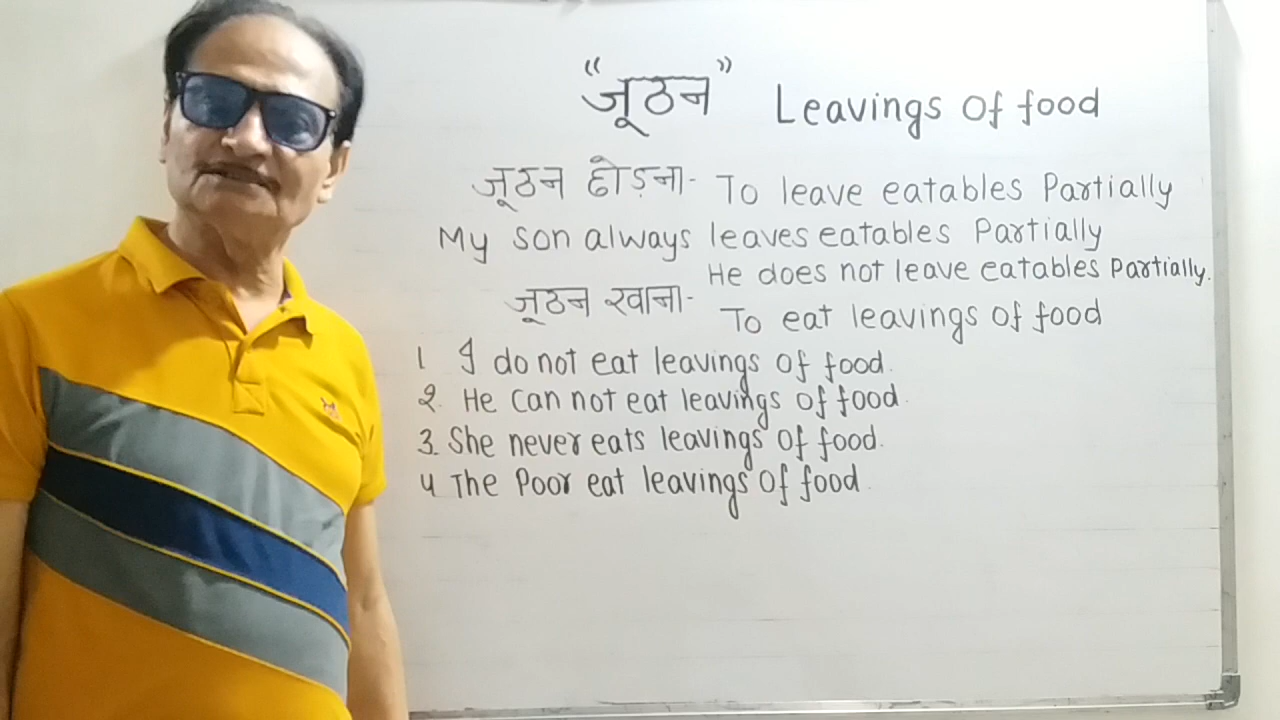 "जूठन" Leavings of food
जूठन छोड़ना- To leave eatables Partially
My son always leaves eatables Partially
He does not leave eatables Partially.
जूठन खाना- To eat leavings of food
1 I do not eat leavings of food.
2. He Can not eat leavings of food.
3. She never eats leavings of food.
4 The Poor eat leavings of food.